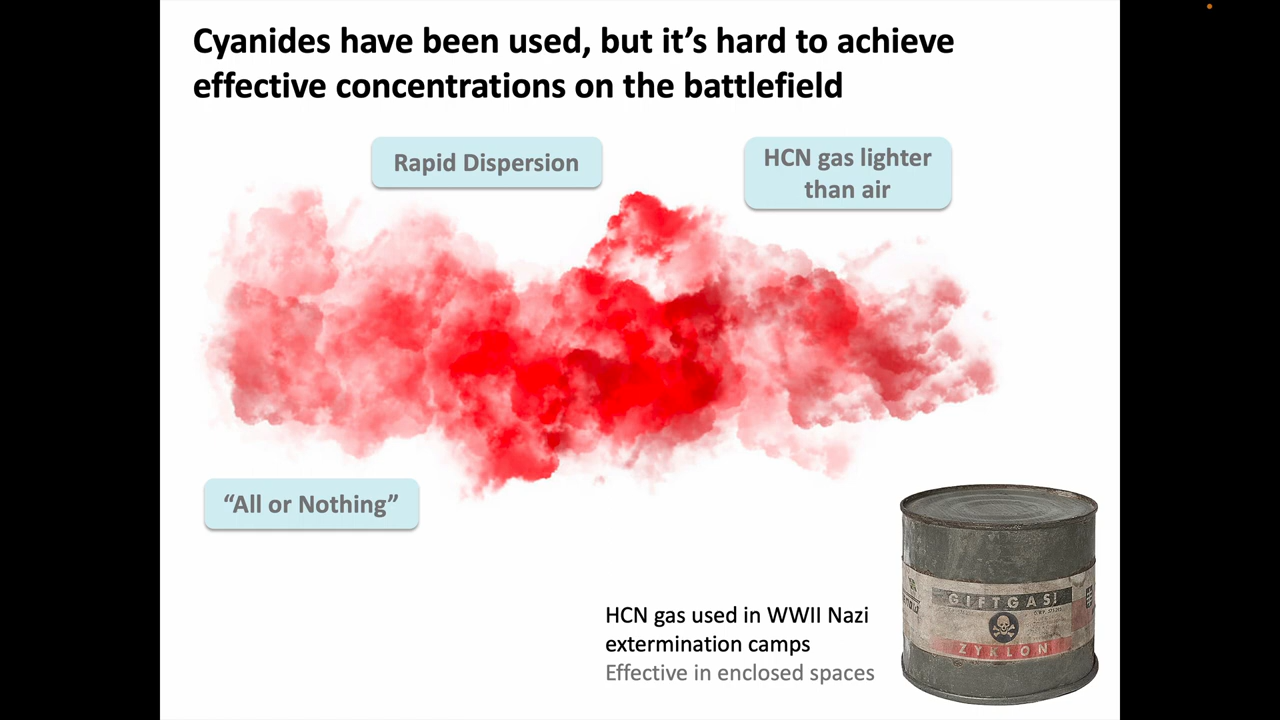 Cyanides have been used, but it’s hard to achieve
effective concentrations on the battlefield
Rapid Dispersion
HCN gas lighter
than air
“All or Nothing”
HCN gas used in WWII Nazi
extermination camps
Effective in enclosed spaces
GIFTGAS!
ZYKLON